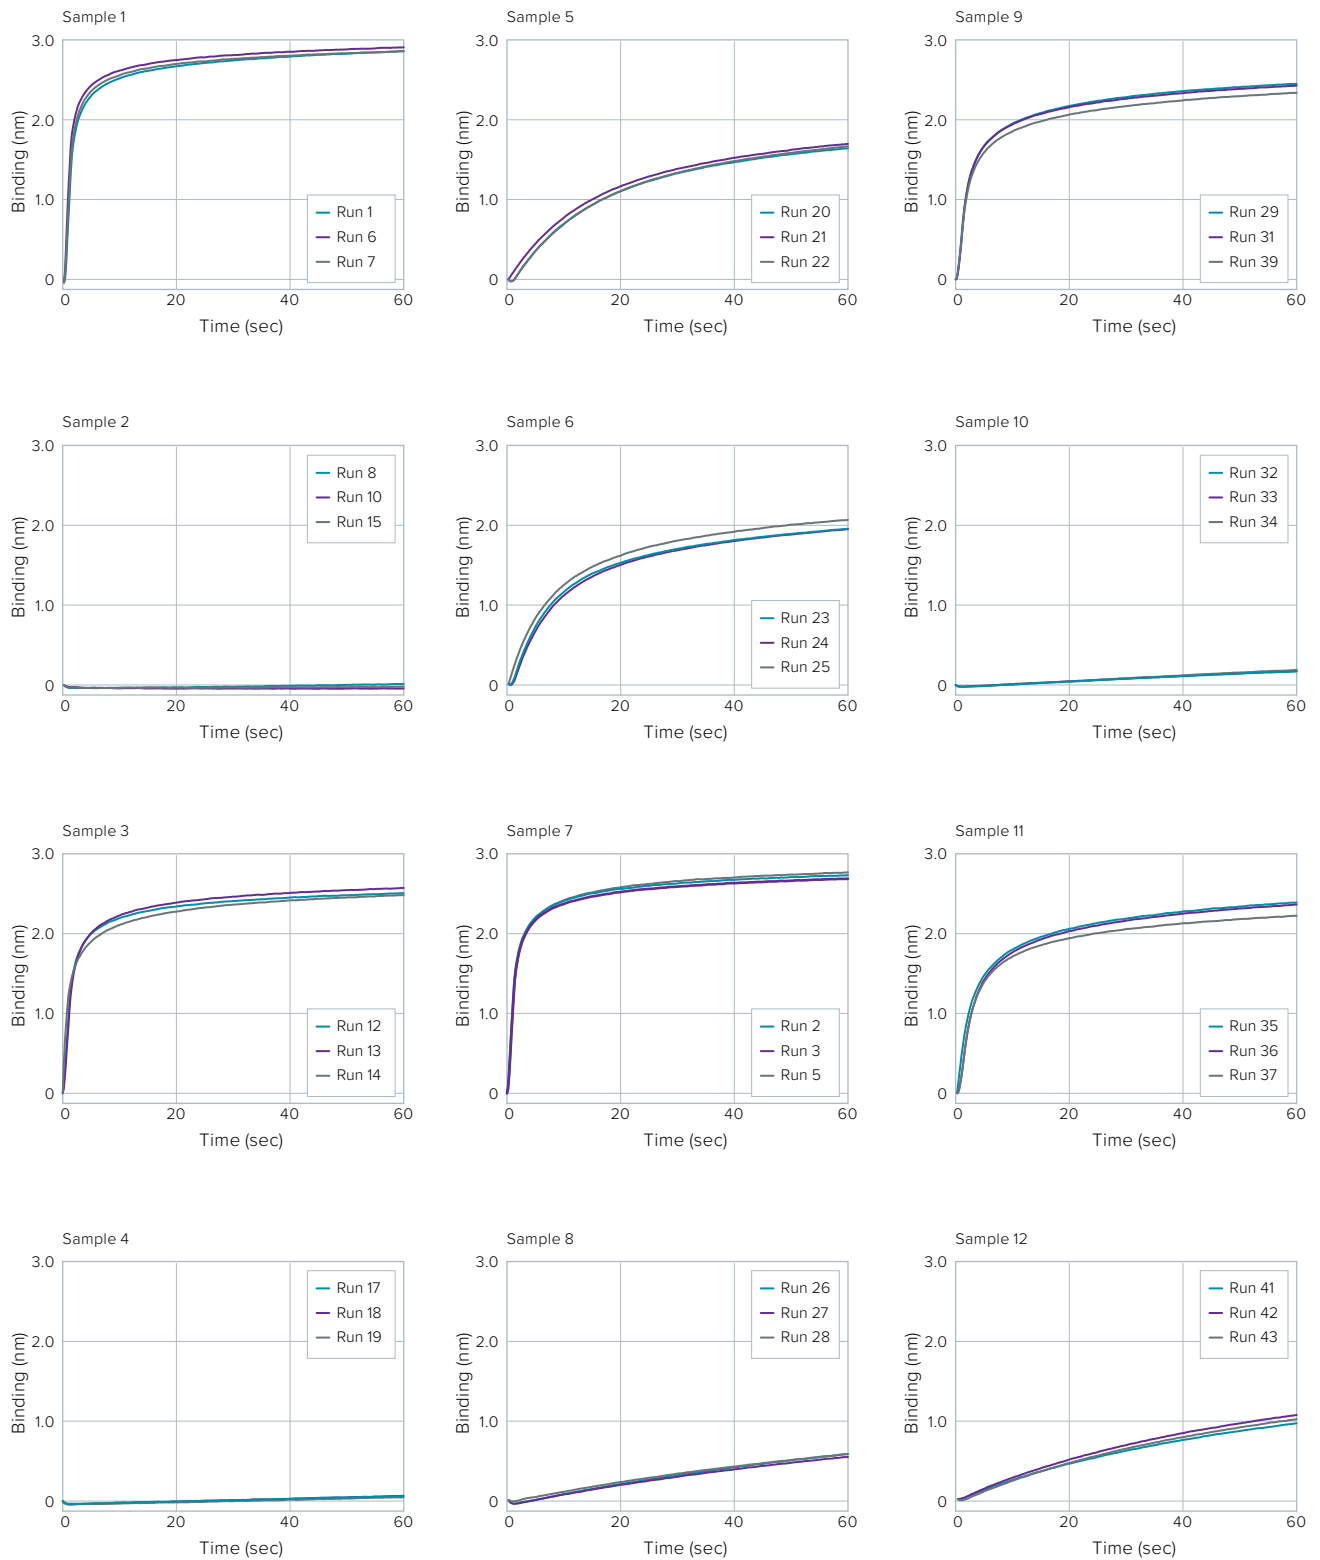 Sample 1
Binding (nm)
3.0
2.0
1.0
0
Run 1
Run 6
Run 7
0 20 40 60
Time (sec)
Sample 5
Binding (nm)
3.0
2.0
1.0
0
Run 20
Run 21
Run 22
0 20 40 60
Time (sec)
Sample 9
Binding (nm)
3.0
2.0
1.0
0
Run 29
Run 31
Run 39
0 20 40 60
Time (sec)
Sample 2
Binding (nm)
3.0
2.0
1.0
0
Run 8
Run 10
Run 15
0 20 40 60
Time (sec)
Sample 6
Binding (nm)
3.0
2.0
1.0
0
Run 23
Run 24
Run 25
0 20 40 60
Time (sec)
Sample 10
Binding (nm)
3.0
2.0
1.0
0
Run 32
Run 33
Run 34
0 20 40 60
Time (sec)
Sample 3
Binding (nm)
3.0
2.0
1.0
0
Run 12
Run 13
Run 14
0 20 40 60
Time (sec)
Sample 7
Binding (nm)
3.0
2.0
1.0
0
Run 2
Run 3
Run 5
0 20 40 60
Time (sec)
Sample 11
Binding (nm)
3.0
2.0
1.0
0
Run 35
Run 36
Run 37
0 20 40 60
Time (sec)
Sample 4
Binding (nm)
3.0
2.0
1.0
0
Run 17
Run 18
Run 19
0 20 40 60
Time (sec)
Sample 8
Binding (nm)
3.0
2.0
1.0
0
Run 26
Run 27
Run 28
0 20 40 60
Time (sec)
Sample 12
Binding (nm)
3.0
2.0
1.0
0
Run 41
Run 42
Run 43
0 20 40 60
Time (sec)